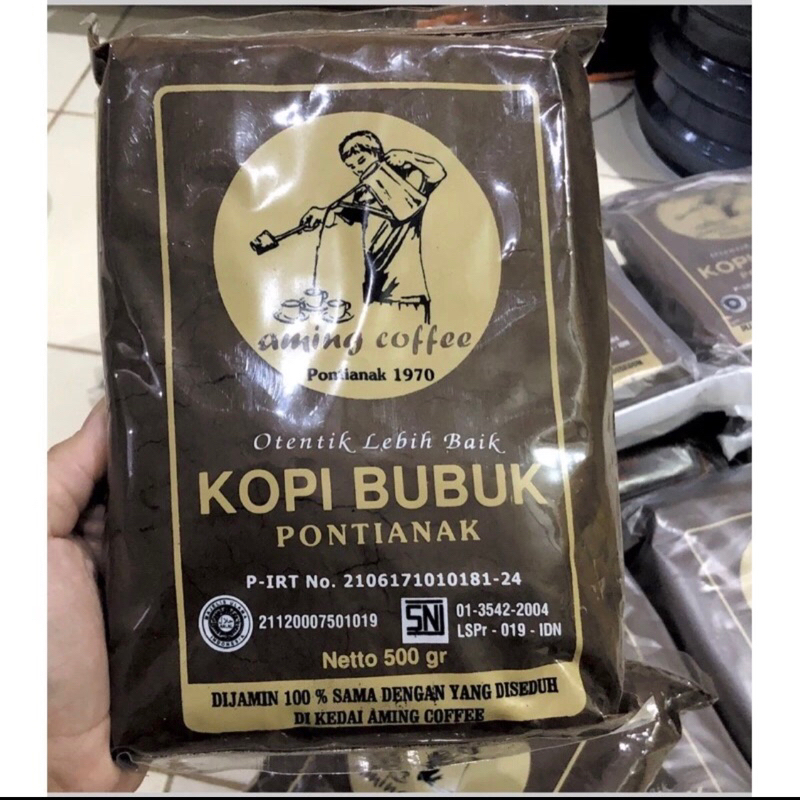 aming coffee
Pontianak 1970
Otentik Lebih Baik
KOPI BUBUK
PONTIANAK
P-IRT No. 2106171010181-24
21120007501019
SNI
01-3542-2004
LSPr - 019 - IDN
Netto 500 gr
DIJAMIN 100 % SAMA DENGAN YANG DISEDUH
DI KEDAI AMING COFFEE